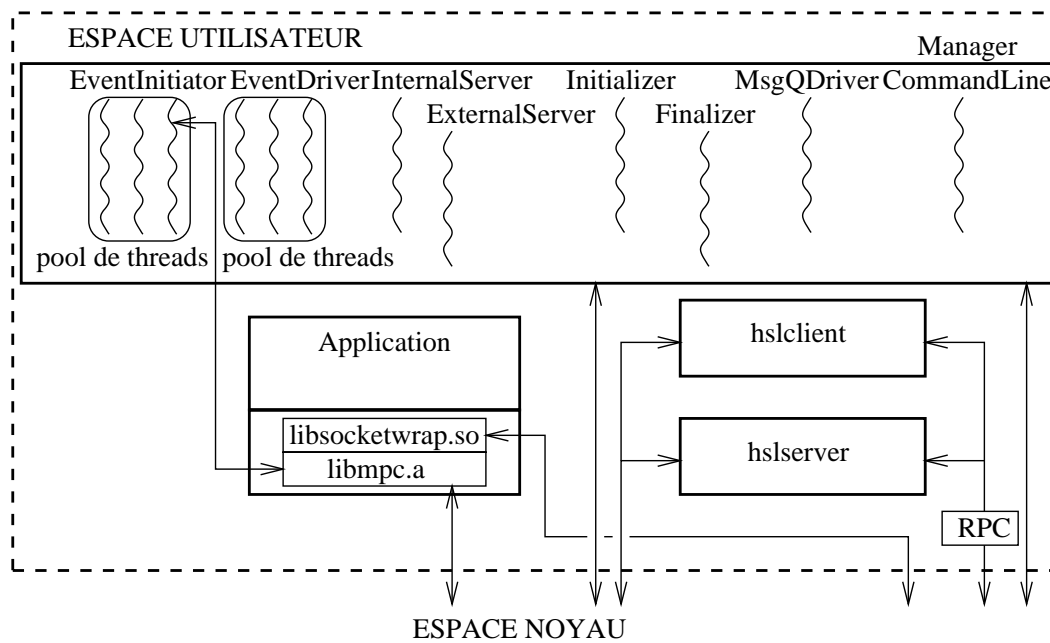 ESPACE UTILISATEUR
Manager
EventInitiator EventDriver InternalServer Initializer MsgQDriver CommandLine
ExternalServer Finalizer
pool de threads pool de threads
Application
hslclient
libsocketwrap.so
hslserver
libmpc.a
RPC
ESPACE NOYAU